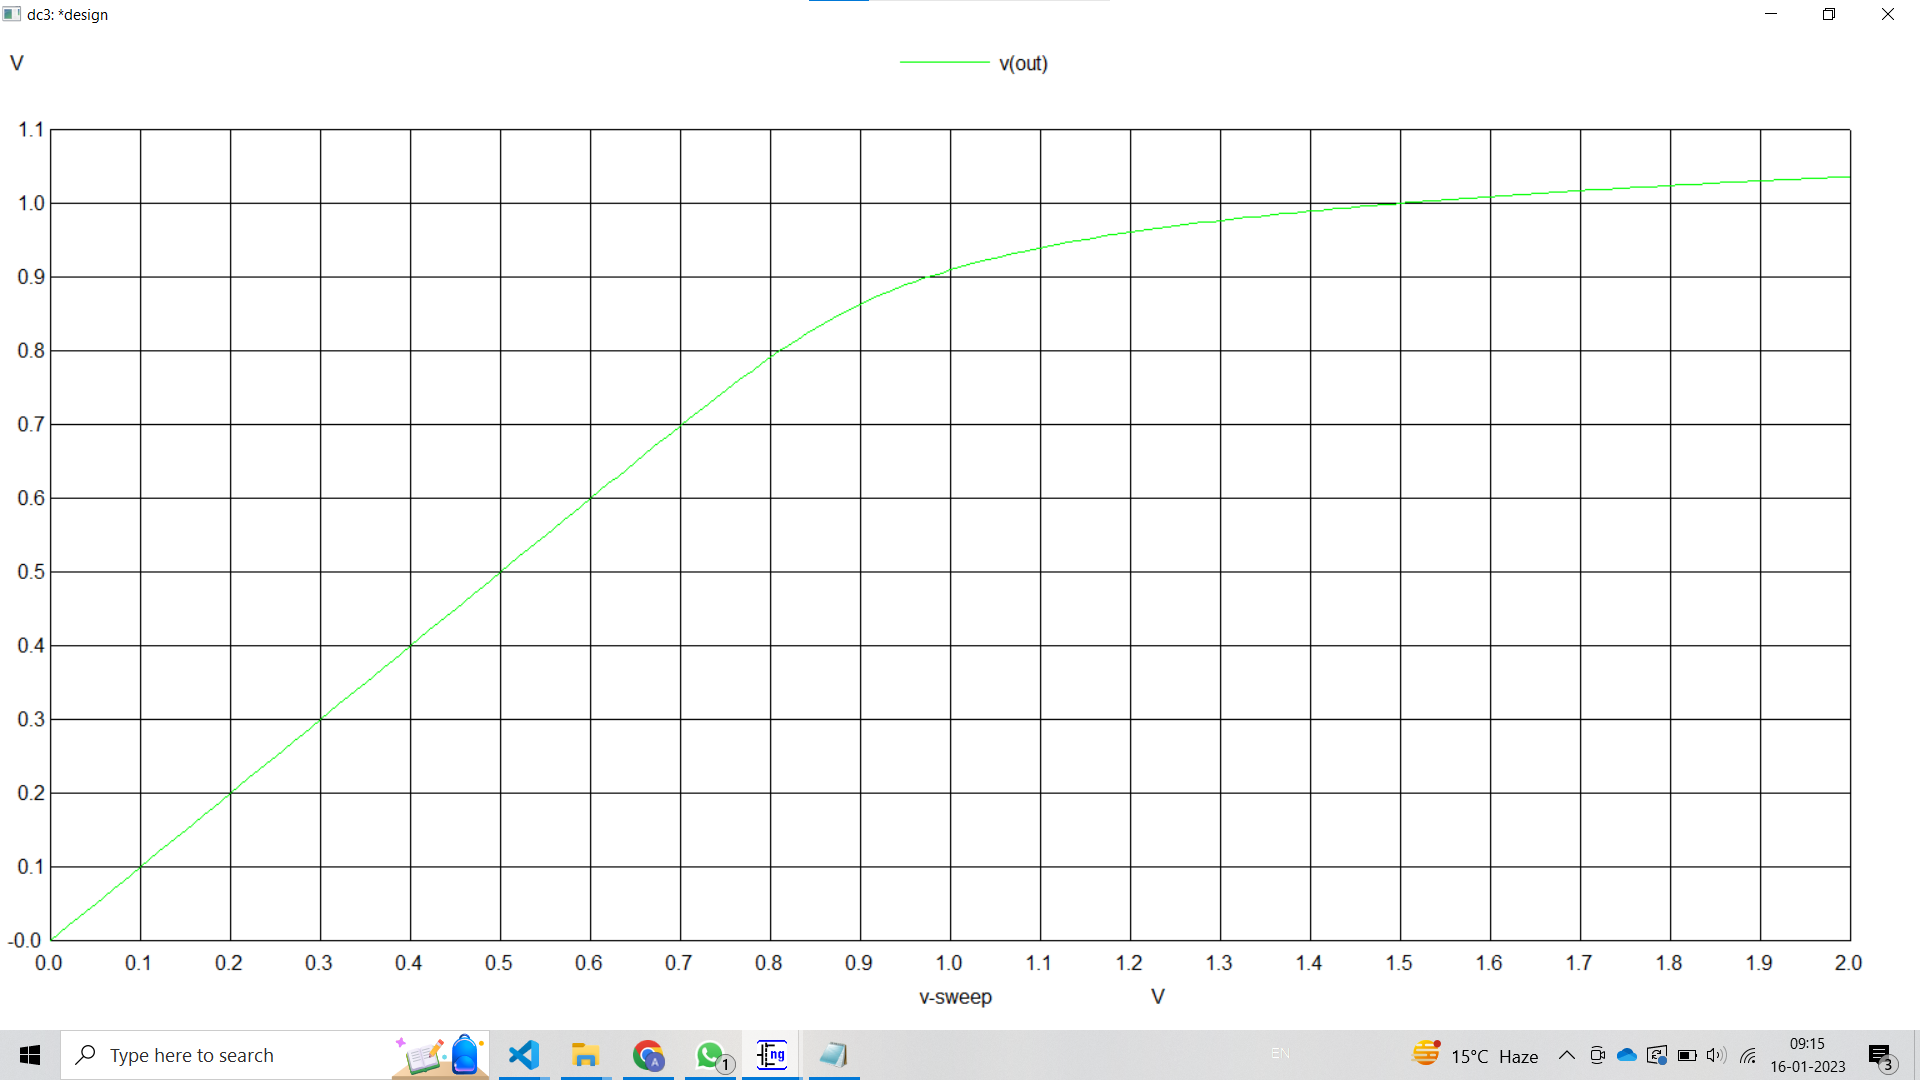 dc3: *design
V
v(out)
1.1
1.0
0.9
0.8
0.7
0.6
0.5
0.4
0.3
0.2
0.1
-0.0
0.0 0.1 0.2 0.3 0.4 0.5 0.6 0.7 0.8 0.9 1.0 1.1 1.2 1.3 1.4 1.5 1.6 1.7 1.8 1.9 2.0
v-sweep V
Type here to search
1
ng
A
EN
15°C Haze
09:15
16-01-2023
3